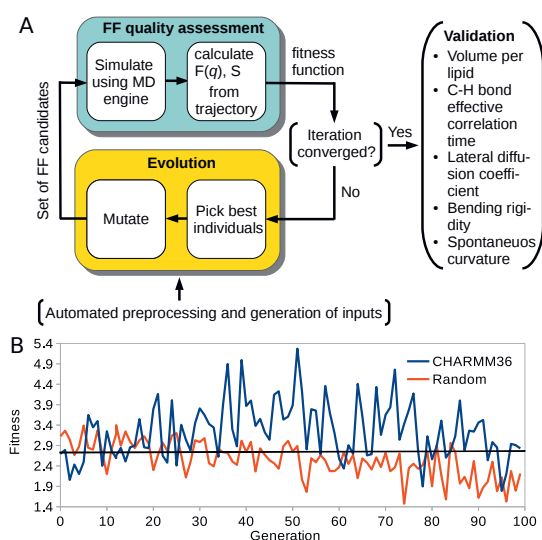 A
FF quality assessment
Simulate
using MD
engine
calculate
F(q), S
from
trajectory
fitness
function
Set of FF candidates
Iteration
converged?
Yes
No
Evolution
Mutate
Pick best
individuals
Automated preprocessing and generation of inputs
Validation
• Volume per
lipid
• C-H bond
effective
correlation
time
• Lateral diffu-
sion coeffi-
cient
• Bending rigi-
dity
• Spontaneuos
curvature
B
Fitness
5.4
4.9
4.4
3.9
3.4
2.9
2.4
1.9
1.4
CHARMM36
Random
0 10 20 30 40 50 60 70 80 90 100
Generation